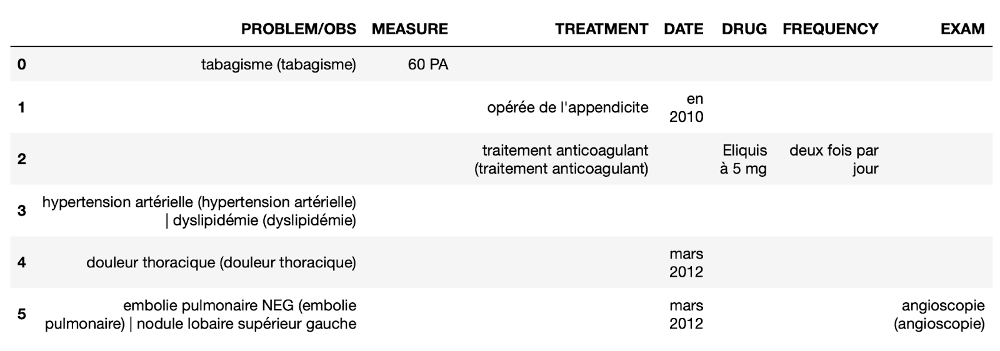 PROBLEM/OBS MEASURE TREATMENT DATE DRUG FREQUENCY EXAM
0 tabagisme (tabagisme) 60 PA
1 opérée de l'appendicite en
2010
2 traitement anticoagulant Eliquis deux fois par
(traitement anticoagulant) à 5 mg jour
3 hypertension artérielle (hypertension artérielle)
| dyslipidémie (dyslipidémie)
4 douleur thoracique (douleur thoracique) mars
2012
5 embolie pulmonaire NEG (embolie mars angioscopie
pulmonaire) | nodule lobaire supérieur gauche 2012 (angioscopie)